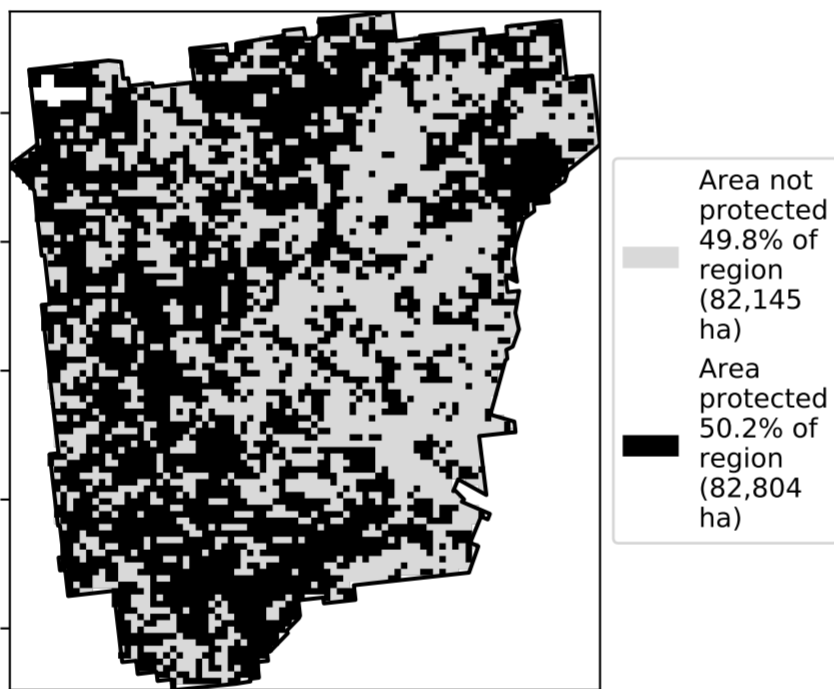 Area not
protected
49.8% of
region
(82,145
ha)
Area
protected
50.2% of
region
(82,804
ha)